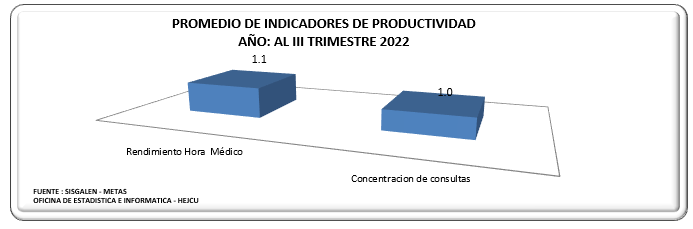 PROMEDIO DE INDICADORES DE PRODUCTIVIDAD
AÑO: AL III TRIMESTRE 2022
1.1
1.0
Rendimiento Hora Médico
Concentracion de consultas
FUENTE : SISGALEN - METAS
OFICINA DE ESTADISTICA E INFORMATICA - HEJCU